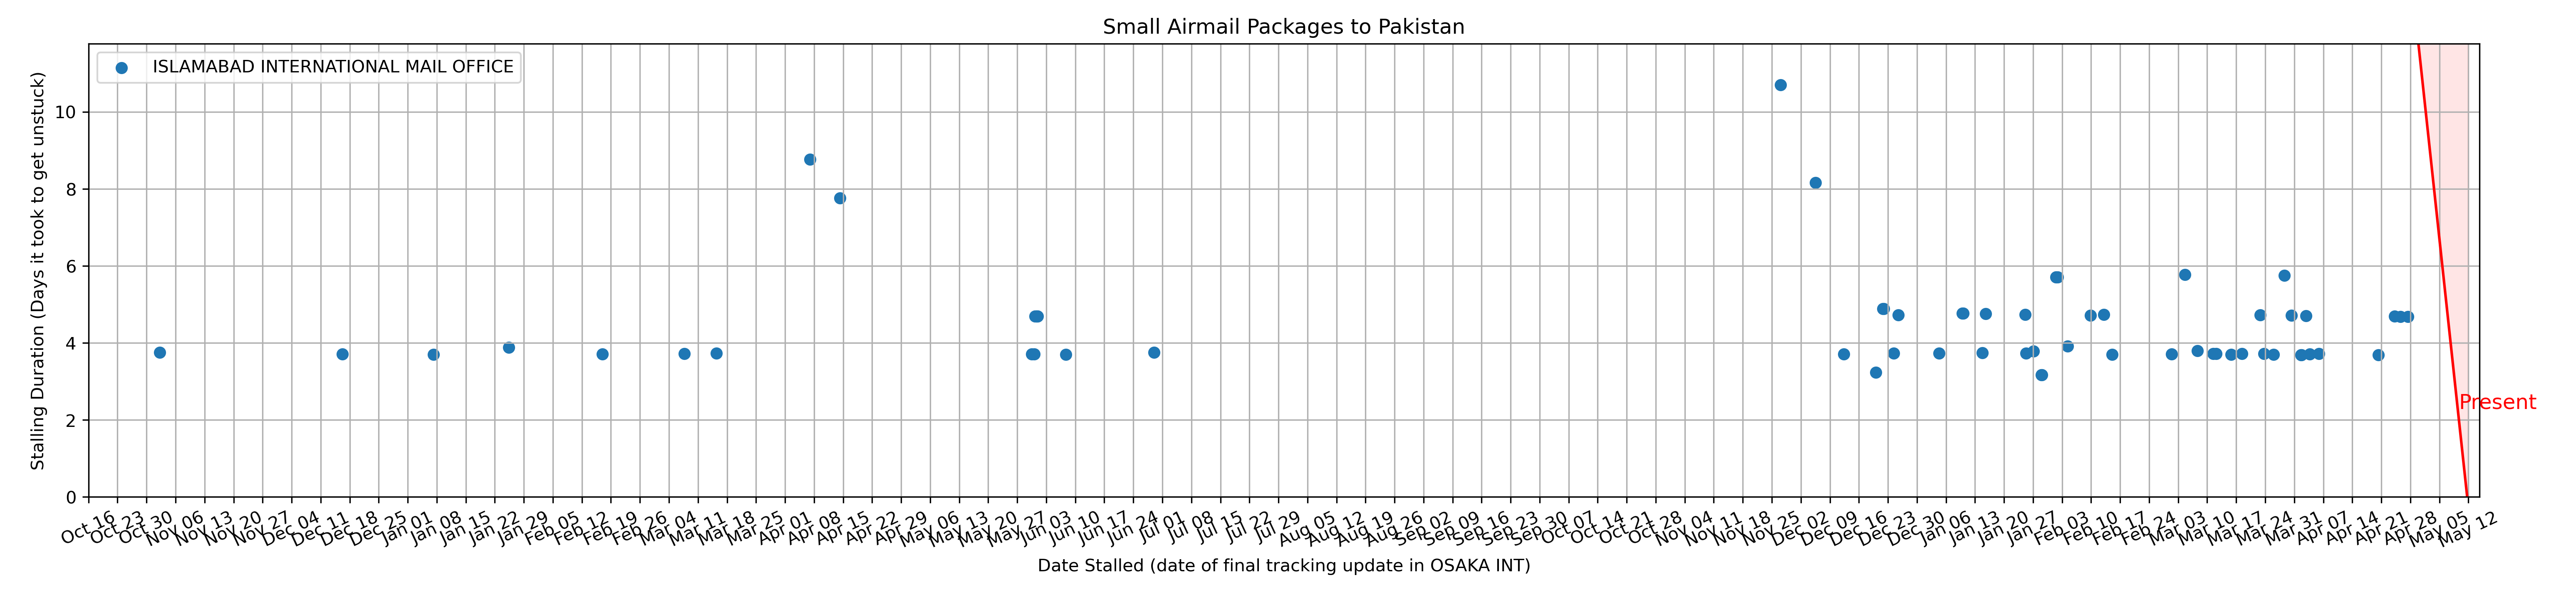 Small Airmail Packages to Pakistan
ISLAMABAD INTERNATIONAL MAIL OFFICE
Stalling Duration (Days it took to get unstuck)
10
8
6
4
2
0
Present
Oct 16
Oct 23
Oct 30
Nov 06
Nov 13
Nov 20
Nov 27
Dec 04
Dec 11
Dec 18
Dec 25
Jan 01
Jan 08
Jan 15
Jan 22
Jan 29
Feb 05
Feb 12
Feb 19
Feb 26
Mar 04
Mar 11
Mar 18
Mar 25
Apr 01
Apr 08
Apr 15
Apr 22
Apr 29
May 06
May 13
May 20
May 27
Jun 03
Jun 10
Jun 17
Jun 24
Jul 01
Jul 08
Jul 15
Jul 22
Jul 29
Aug 05
Aug 12
Aug 19
Aug 26
Sep 02
Sep 09
Sep 16
Sep 23
Sep 30
Oct 07
Oct 14
Oct 21
Oct 28
Nov 04
Nov 11
Nov 18
Nov 25
Dec 02
Dec 09
Dec 16
Dec 23
Dec 30
Jan 06
Jan 13
Jan 20
Jan 27
Feb 03
Feb 10
Feb 17
Feb 24
Mar 03
Mar 10
Mar 17
Mar 24
Mar 31
Apr 07
Apr 14
Apr 21
Apr 28
May 05
May 12
Date Stalled (date of final tracking update in OSAKA INT)